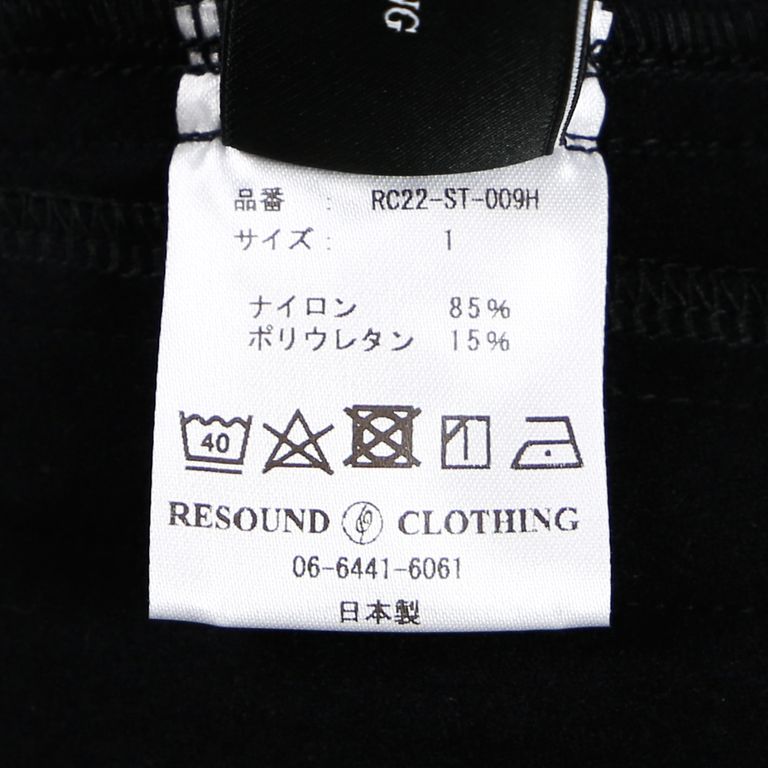 品番 : RC22-ST-009H
サイズ : 1
ナイロン 85%
ポリウレタン 15%
40
RESOUND CLOTHING
06-6441-6061
日本製